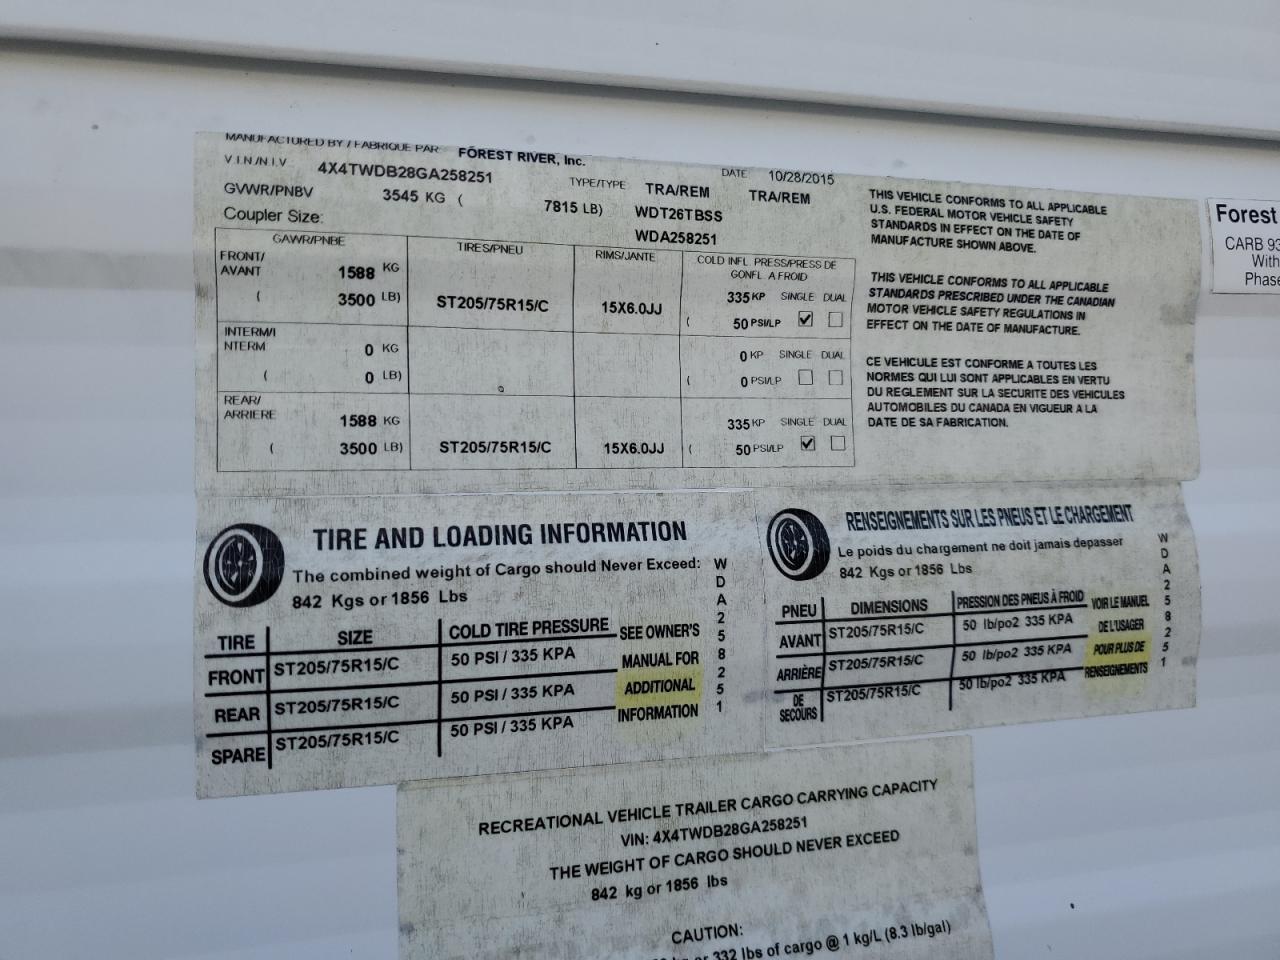 MANUFACTURED BY / FABRIQUE PAR: FOREST RIVER, Inc.
V.I.N/N.I.V 4X4TWDB28GA258251 DATE 10/28/2015
GVWR/PNBV 3545 KG ( 7815 LB) TYPE/TYPE TRA/REM TRA/REM
Coupler Size: WDT26TBSS
WDA258251
GAWR/PNBE TIRES/PNEU RIMS/JANTE COLD INFL. PRESS/PRESS DE
GONFL. A FROID
FRONT/
AVANT 1588 KG 335 KP SINGLE DUAL
( 3500 LB) ST205/75R15/C 15X6.0JJ ( 50 PSI/LP
INTERM/I
NTERM 0 KG 0 KP SINGLE DUAL
( 0 LB) ( 0 PSI/LP
REAR/
ARRIERE 1588 KG 335 KP SINGLE DUAL
( 3500 LB) ST205/75R15/C 15X6.0JJ ( 50 PSI/LP
THIS VEHICLE CONFORMS TO ALL APPLICABLE
U.S. FEDERAL MOTOR VEHICLE SAFETY
STANDARDS IN EFFECT ON THE DATE OF
MANUFACTURE SHOWN ABOVE.
THIS VEHICLE CONFORMS TO ALL APPLICABLE
STANDARDS PRESCRIBED UNDER THE CANADIAN
MOTOR VEHICLE SAFETY REGULATIONS IN
EFFECT ON THE DATE OF MANUFACTURE.
CE VEHICULE EST CONFORME A TOUTES LES
NORMES QUI LUI SONT APPLICABLES EN VERTU
DU REGLEMENT SUR LA SECURITE DES VEHICULES
AUTOMOBILES DU CANADA EN VIGUEUR A LA
DATE DE SA FABRICATION.
Forest
CARB 93
With
Phase
TIRE AND LOADING INFORMATION
The combined weight of Cargo should Never Exceed:
842 Kgs or 1856 Lbs
TIRE SIZE COLD TIRE PRESSURE
FRONT ST205/75R15/C 50 PSI / 335 KPA
REAR ST205/75R15/C 50 PSI / 335 KPA
SPARE ST205/75R15/C 50 PSI / 335 KPA
SEE OWNER'S
MANUAL FOR
ADDITIONAL
INFORMATION
WDA258251
RENSEIGNEMENTS SUR LES PNEUS ET LE CHARGEMENT
Le poids du chargement ne doit jamais depasser
842 Kgs or 1856 Lbs
PNEU DIMENSIONS PRESSION DES PNEUS À FROID
AVANT ST205/75R15/C 50 lb/po2 335 KPA
ARRIÈRE ST205/75R15/C 50 lb/po2 335 KPA
DE
SECOURS ST205/75R15/C 50 lb/po2 335 KPA
VOIR LE MANUEL
DE L'USAGER
POUR PLUS DE
RENSEIGNEMENTS
WDA258251
RECREATIONAL VEHICLE TRAILER CARGO CARRYING CAPACITY
VIN: 4X4TWDB28GA258251
THE WEIGHT OF CARGO SHOULD NEVER EXCEED
842 kg or 1856 lbs
CAUTION:
kg or 332 lbs of cargo @ 1 kg/L (8.3 lb/gal)